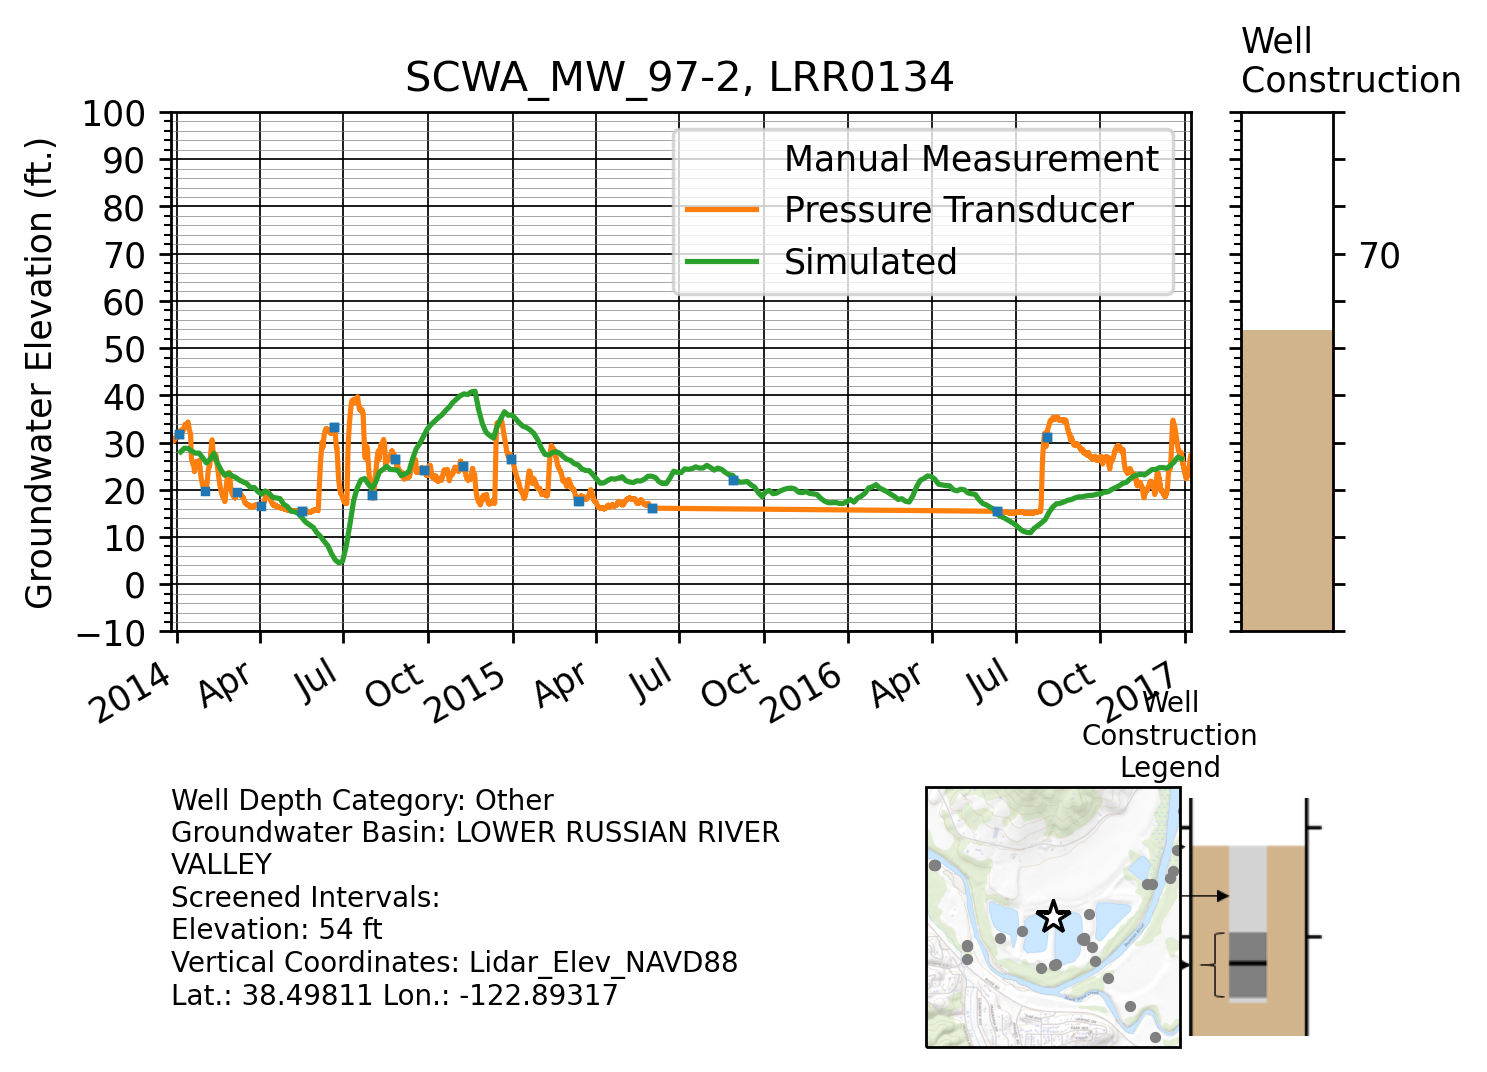 Well
Construction
SCWA_MW_97-2, LRR0134
Groundwater Elevation (ft.)
100
90
80
70
60
50
40
30
20
10
0
−10
Manual Measurement
Pressure Transducer
Simulated
70
2014 Apr Jul Oct 2015 Apr Jul Oct 2016 Apr Jul Oct 2017
Well
Construction
Legend
Well Depth Category: Other
Groundwater Basin: LOWER RUSSIAN RIVER
VALLEY
Screened Intervals:
Elevation: 54 ft
Vertical Coordinates: Lidar_Elev_NAVD88
Lat.: 38.49811 Lon.: -122.89317